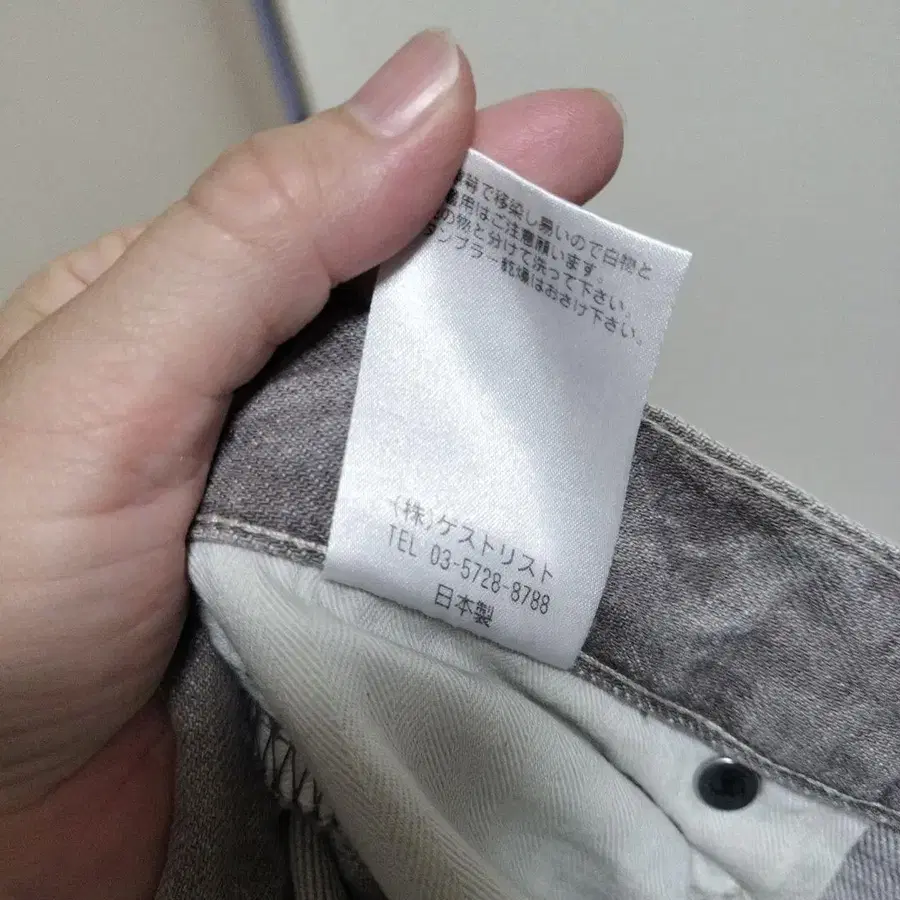 等で移染し易いので白物と
着用はご注意願います。
の物と分けて洗って下さい。
タンブラー乾燥はおさけ下さい。
(株)ゲストリスト
TEL 03-5728-8788
日本製